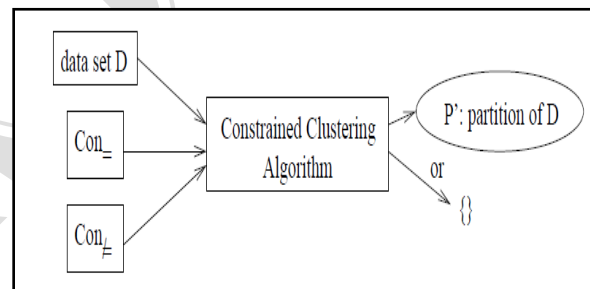 data set D
Con=
Con≠
Constrained Clustering
Algorithm
P': partition of D
or
{}